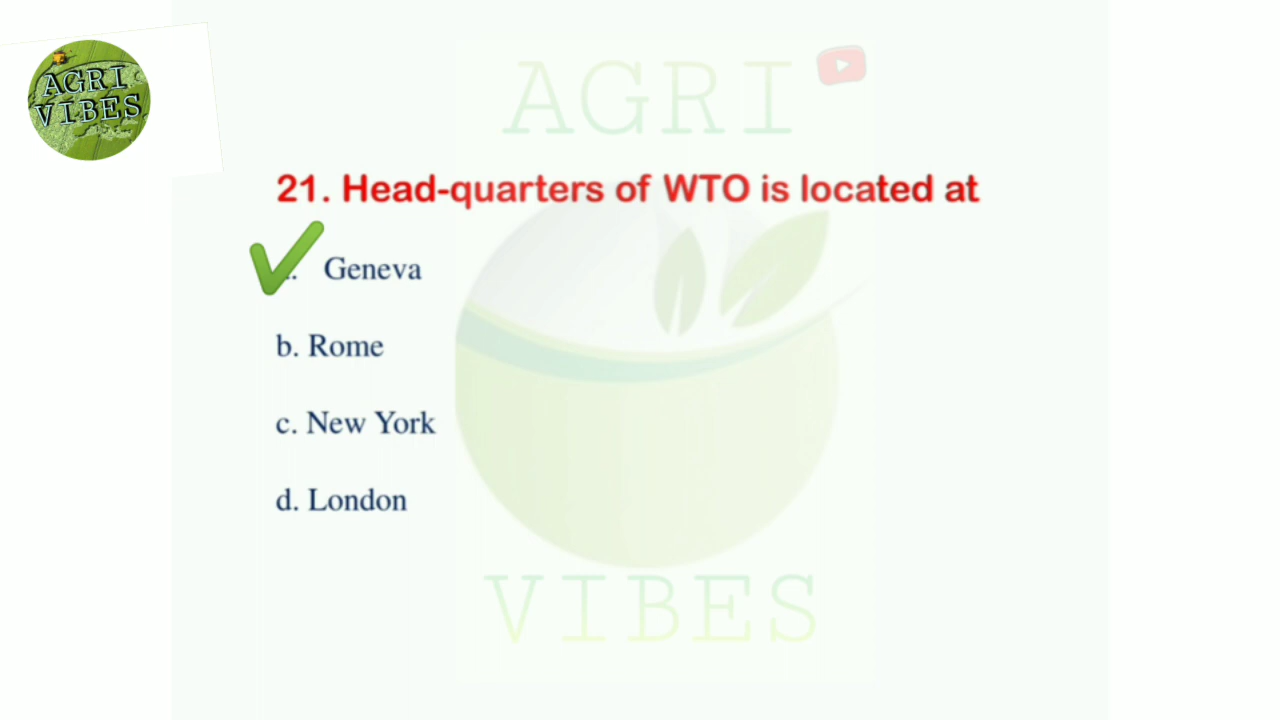 AGRI
VIBES
AGRI
21. Head-quarters of WTO is located at
Geneva
b. Rome
c. New York
d. London
VIBES